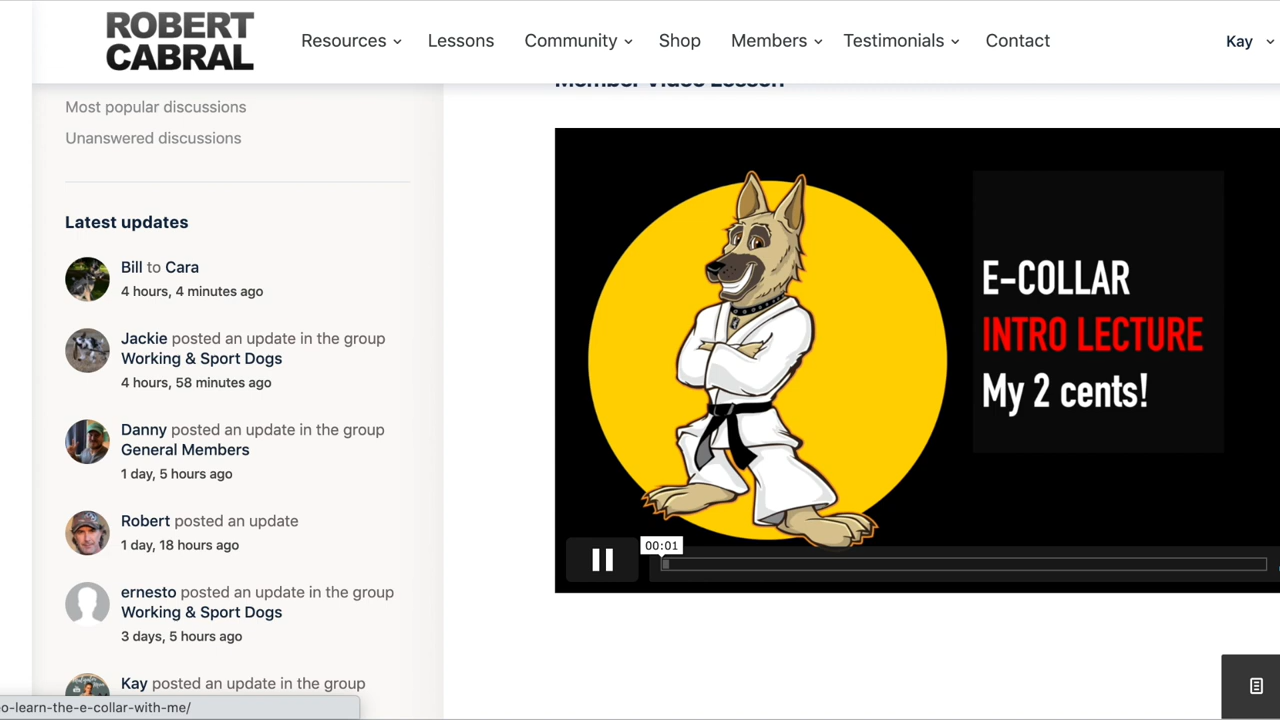 ROBERT
CABRAL
Resources
Lessons
Community
Shop
Members
Testimonials
Contact
Kay
Most popular discussions
Unanswered discussions
Member Video Lesson
Latest updates
Bill to Cara
4 hours, 4 minutes ago
Jackie posted an update in the group
Working & Sport Dogs
4 hours, 58 minutes ago
Danny posted an update in the group
General Members
1 day, 5 hours ago
Robert posted an update
1 day, 18 hours ago
ernesto posted an update in the group
Working & Sport Dogs
3 days, 5 hours ago
Kay posted an update in the group
E-COLLAR
INTRO LECTURE
My 2 cents!
00:01
o-learn-the-e-collar-with-me/